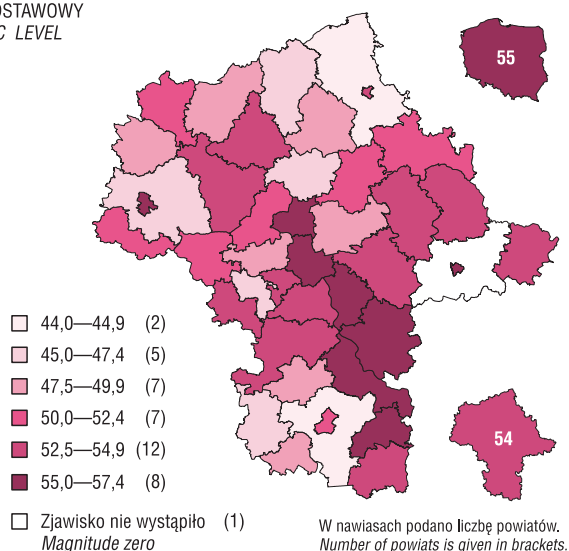 OSTAWOWY
C LEVEL
55
44,0—44,9 (2)
45,0—47,4 (5)
47,5—49,9 (7)
50,0—52,4 (7)
52,5—54,9 (12)
55,0—57,4 (8)
54
Zjawisko nie wystąpiło (1)
Magnitude zero
W nawiasach podano liczbę powiatów.
Number of powiats is given in brackets.